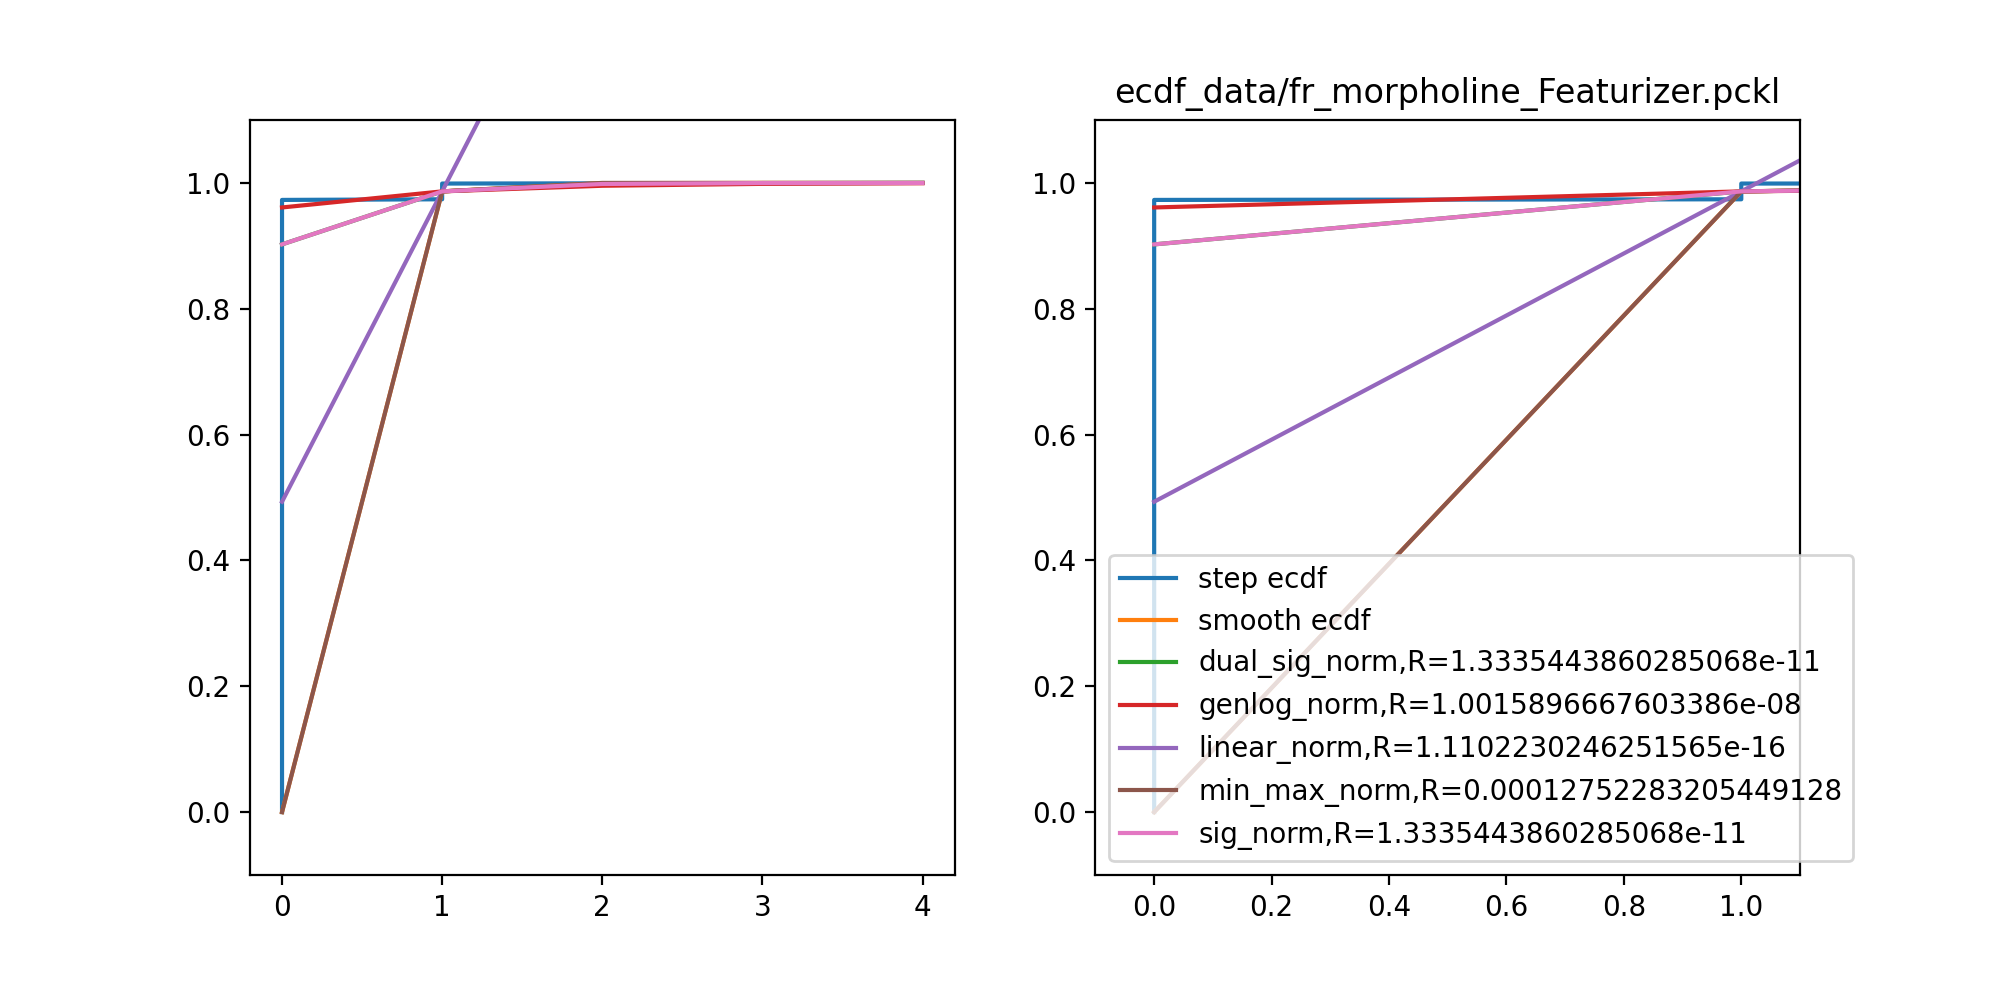 ecdf_data/fr_morpholine_Featurizer.pckl
1.0
0.8
0.6
0.4
0.2
0.0
0
1
2
3
4
1.0
0.8
0.6
0.4
0.2
0.0
step ecdf
smooth ecdf
dual_sig_norm,R=1.3335443860285068e-11
genlog_norm,R=1.0015896667603386e-08
linear_norm,R=1.1102230246251565e-16
min_max_norm,R=0.00012752283205449128
sig_norm,R=1.3335443860285068e-11
0.0
0.2
0.4
0.6
0.8
1.0